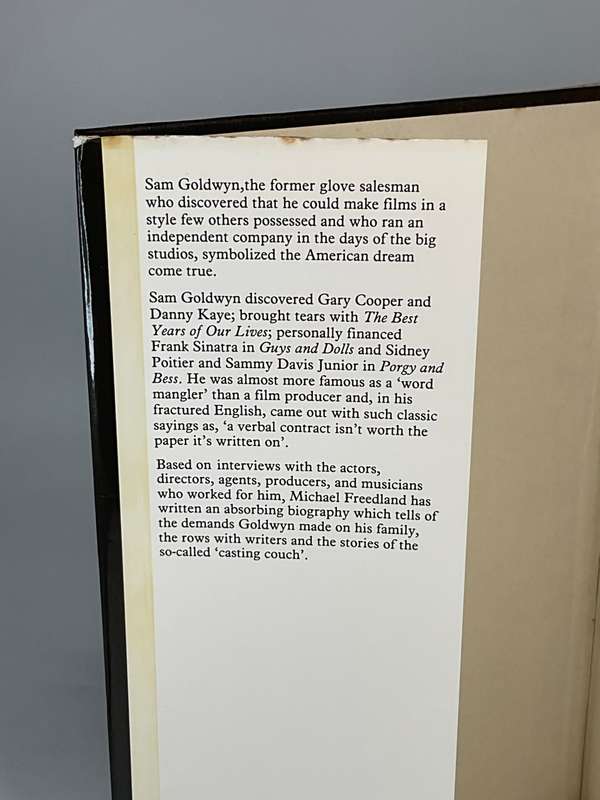 Sam Goldwyn,the former glove salesman
who discovered that he could make films in a
style few others possessed and who ran an
independent company in the days of the big
studios, symbolized the American dream
come true.
Sam Goldwyn discovered Gary Cooper and
Danny Kaye; brought tears with The Best
Years of Our Lives; personally financed
Frank Sinatra in Guys and Dolls and Sidney
Poitier and Sammy Davis Junior in Porgy and
Bess. He was almost more famous as a ‘word
mangler’ than a film producer and, in his
fractured English, came out with such classic
sayings as, ‘a verbal contract isn’t worth the
paper it’s written on’.
Based on interviews with the actors,
directors, agents, producers, and musicians
who worked for him, Michael Freedland has
written an absorbing biography which tells of
the demands Goldwyn made on his family,
the rows with writers and the stories of the
so-called ‘casting couch’.